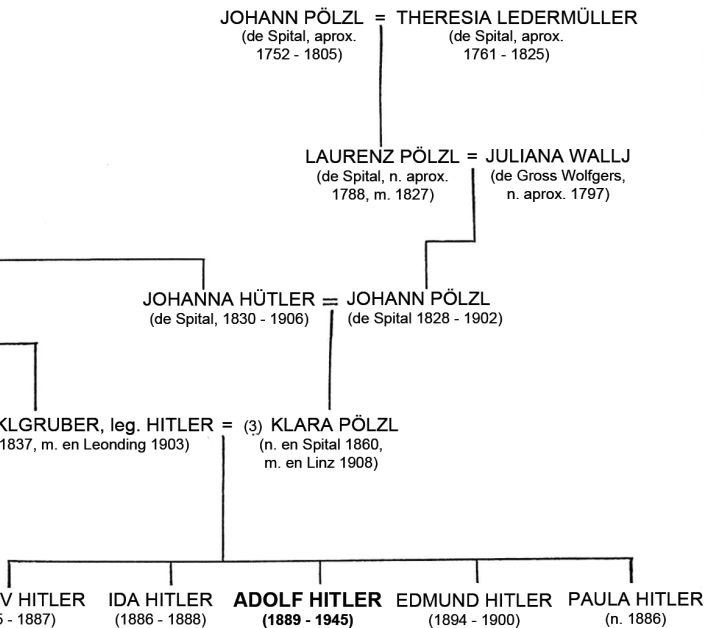 JOHANN PÖLZL = THERESIA LEDERMÜLLER
(de Spital, aprox. (de Spital, aprox.
1752 - 1805) 1761 - 1825)
LAURENZ PÖLZL = JULIANA WALLJ
(de Spital, n. aprox. (de Gross Wolfgers,
1788, m. 1827) n. aprox. 1797)
JOHANNA HÜTLER = JOHANN PÖLZL
(de Spital, 1830 - 1906) (de Spital 1828 - 1902)
KLGRUBER, leg. HITLER = (3) KLARA PÖLZL
1837, m. en Leonding 1903) (n. en Spital 1860,
m. en Linz 1908)
V HITLER IDA HITLER ADOLF HITLER EDMUND HITLER PAULA HITLER
5 - 1887) (1886 - 1888) (1889 - 1945) (1894 - 1900) (n. 1886)